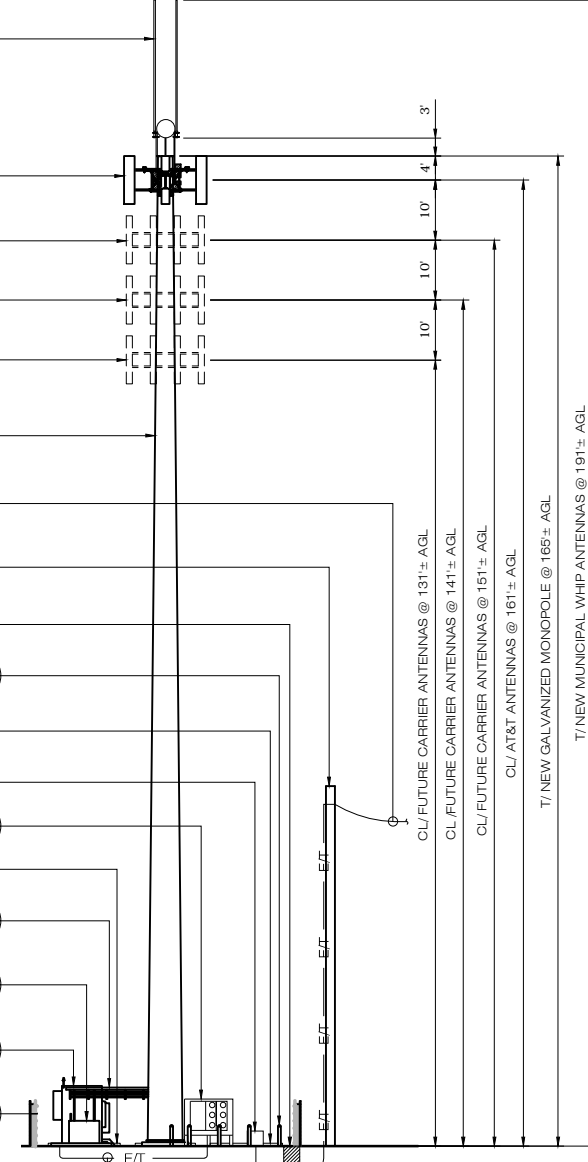 3'
4'
10'
10'
10'
CL/ FUTURE CARRIER ANTENNAS @ 131'± AGL
CL /FUTURE CARRIER ANTENNAS @ 141'± AGL
CL/ FUTURE CARRIER ANTENNAS @ 151'± AGL
CL/ AT&T ANTENNAS @ 161'± AGL
T/ NEW GALVANIZED MONOPOLE @ 165'± AGL
T/ NEW MUNICIPAL WHIP ANTENNAS @ 191'± AGL
E/T
E/T
E/T
E/T
E/T